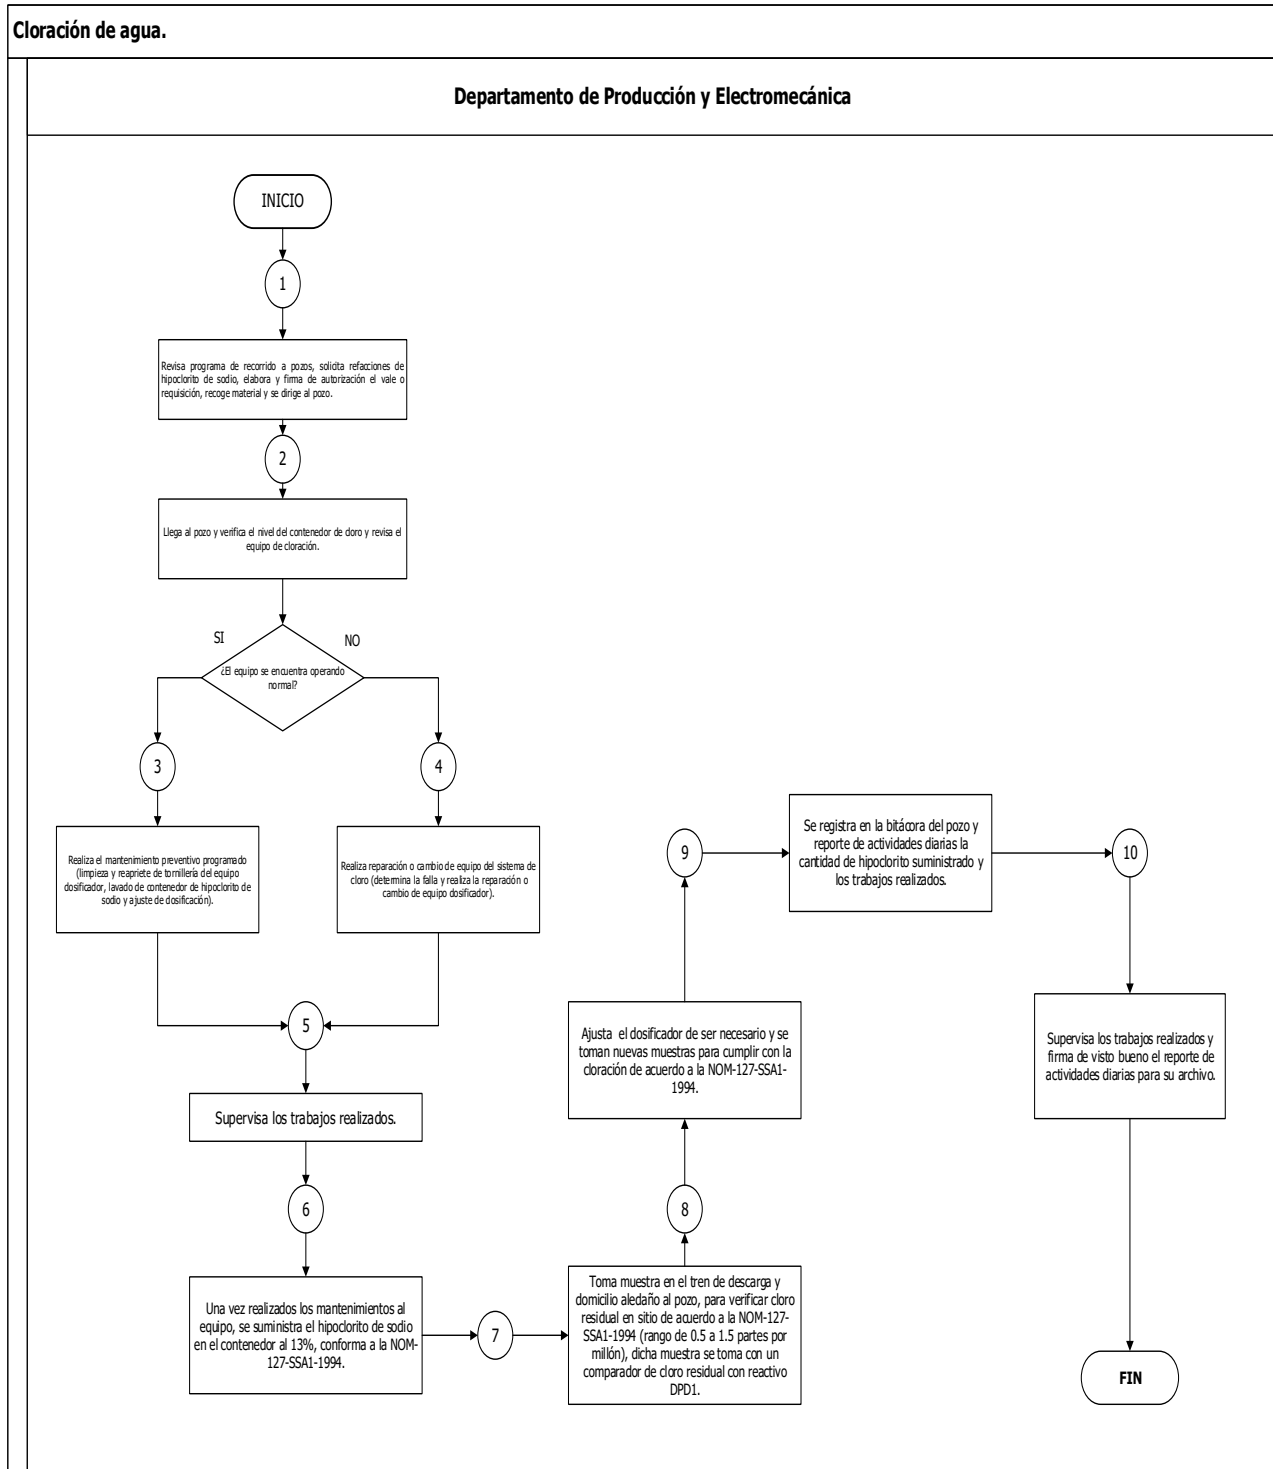 Cloración de agua.
Departamento de Producción y Electromecánica
INICIO
1
Revisa programa de recorrido a pozos, solicita refacciones de
hipoclorito de sodio, elabora y firma de autorización el vale o
requisición, recoge material y se dirige al pozo.
2
Llega al pozo y verifica el nivel del contenedor de cloro y revisa el
equipo de cloración.
SI
NO
¿El equipo se encuentra operando
normal?
3
4
Realiza el mantenimiento preventivo programado
(limpieza y reapriete de tornillería del equipo
dosificador, lavado de contenedor de hipoclorito de
sodio y ajuste de dosificación).
Realiza reparación o cambio de equipo del sistema de
cloro (determina la falla y realiza la reparación o
cambio de equipo dosificador).
5
Supervisa los trabajos realizados.
6
Una vez realizados los mantenimientos al
equipo, se suministra el hipoclorito de sodio
en el contenedor al 13%, conforma a la NOM-
127-SSA1-1994.
7
Toma muestra en el tren de descarga y
domicilio aledaño al pozo, para verificar cloro
residual en sitio de acuerdo a la NOM-127-
SSA1-1994 (rango de 0.5 a 1.5 partes por
millón), dicha muestra se toma con un
comparador de cloro residual con reactivo
DPD1.
8
Ajusta el dosificador de ser necesario y se
toman nuevas muestras para cumplir con la
cloración de acuerdo a la NOM-127-SSA1-
1994.
9
Se registra en la bitácora del pozo y
reporte de actividades diarias la
cantidad de hipoclorito suministrado y
los trabajos realizados.
10
Supervisa los trabajos realizados y
firma de visto bueno el reporte de
actividades diarias para su archivo.
FIN